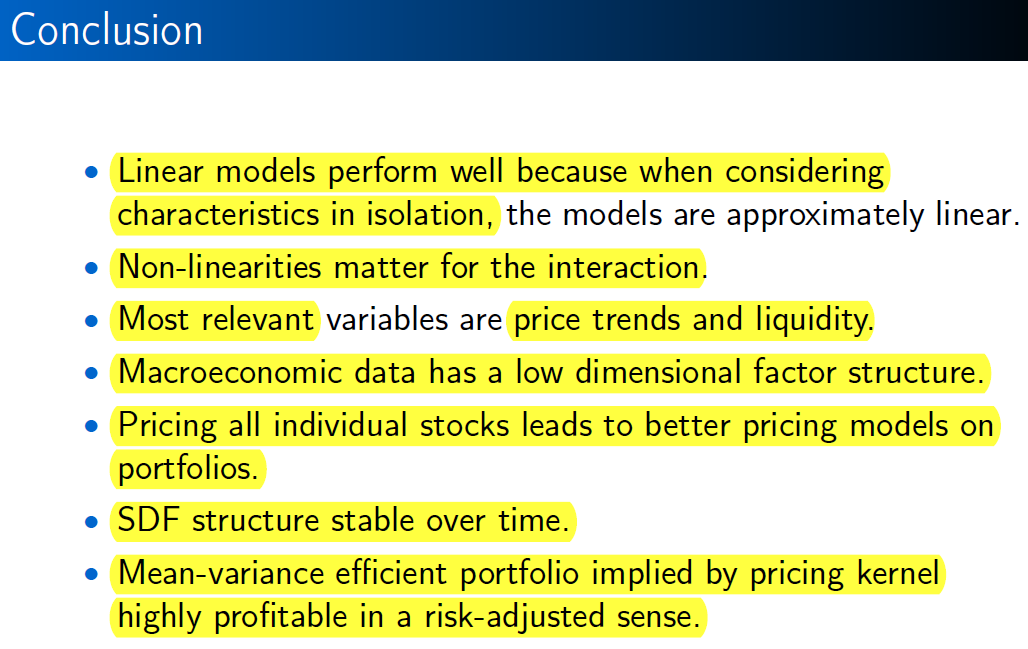 Conclusion
• Linear models perform well because when considering
characteristics in isolation, the models are approximately linear.
• Non-linearities matter for the interaction.
• Most relevant variables are price trends and liquidity.
• Macroeconomic data has a low dimensional factor structure.
• Pricing all individual stocks leads to better pricing models on
portfolios.
• SDF structure stable over time.
• Mean-variance efficient portfolio implied by pricing kernel
highly profitable in a risk-adjusted sense.